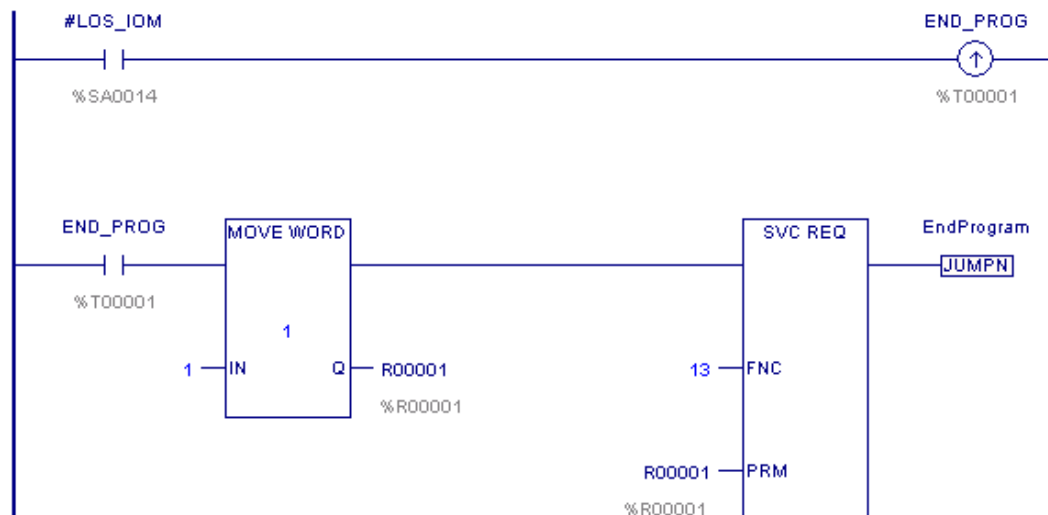 #LOS_IOM END_PROG
%SA0014 %T00001
END_PROG MOVE WORD SVC REQ EndProgram
JUMPN
%T00001
1
1 IN Q R00001 13 FNC
%R00001
R00001 PRM
%R00001